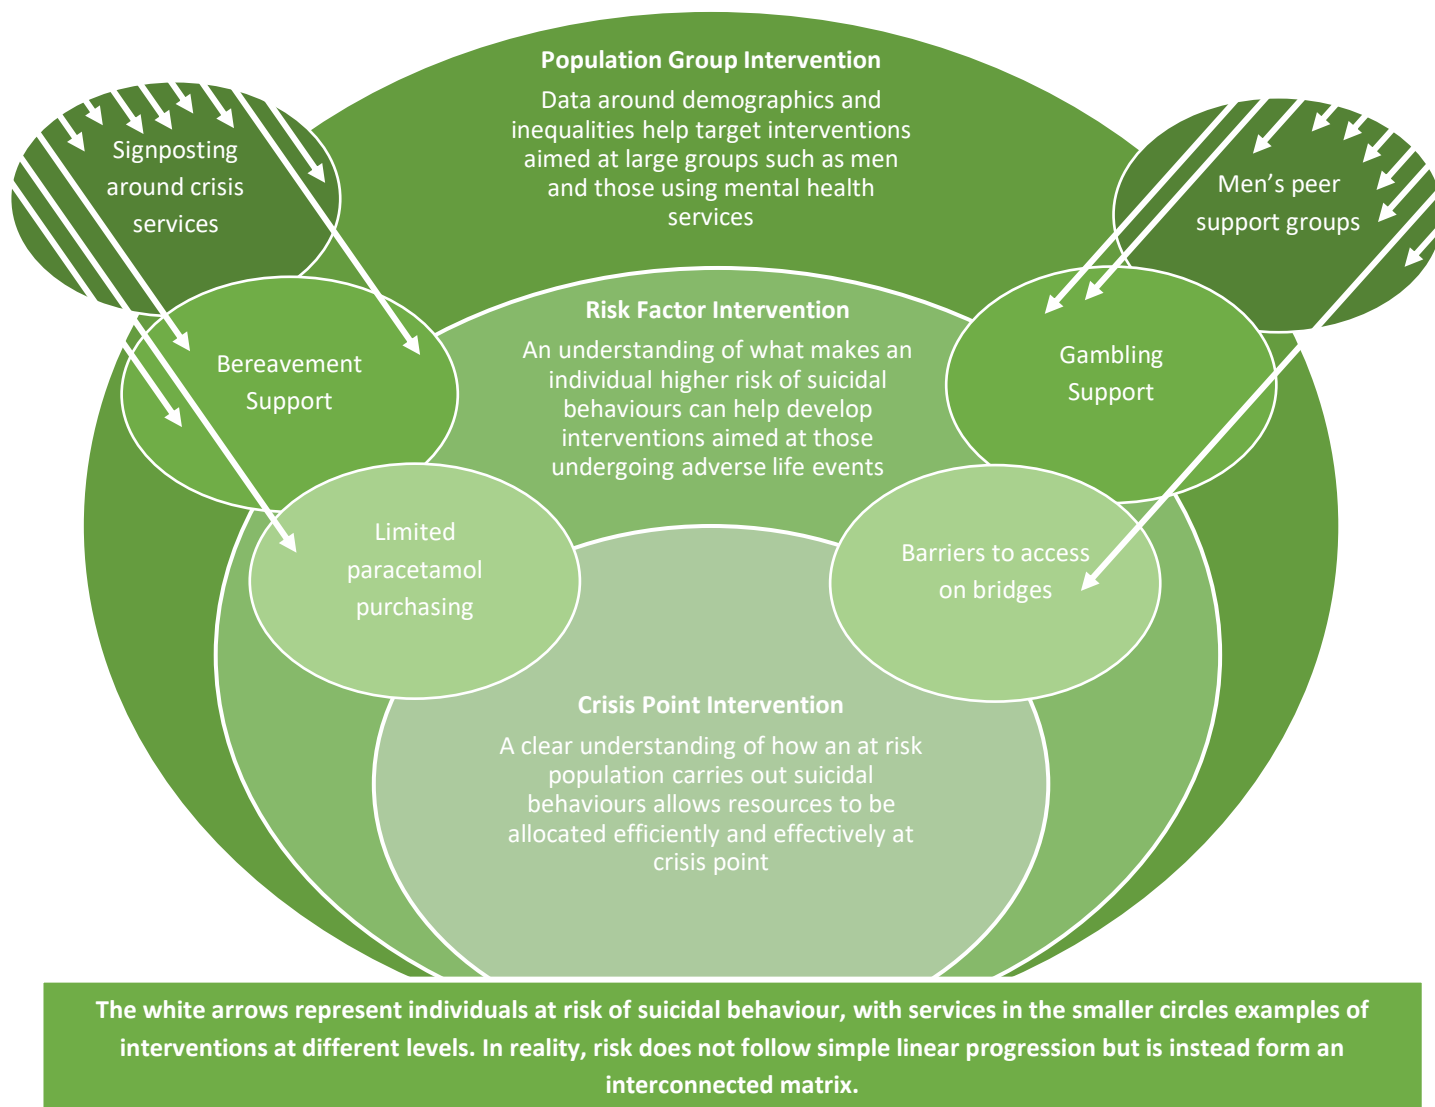 Population Group Intervention
Data around demographics and
inequalities help target interventions
aimed at large groups such as men
and those using mental health
services
Signposting
around crisis
services
Men’s peer
support groups
Risk Factor Intervention
An understanding of what makes an
individual higher risk of suicidal
behaviours can help develop
interventions aimed at those
undergoing adverse life events
Bereavement
Support
Gambling
Support
Limited
paracetamol
purchasing
Barriers to access
on bridges
Crisis Point Intervention
A clear understanding of how an at risk
population carries out suicidal
behaviours allows resources to be
allocated efficiently and effectively at
crisis point
The white arrows represent individuals at risk of suicidal behaviour, with services in the smaller circles examples of
interventions at different levels. In reality, risk does not follow simple linear progression but is instead form an
interconnected matrix.